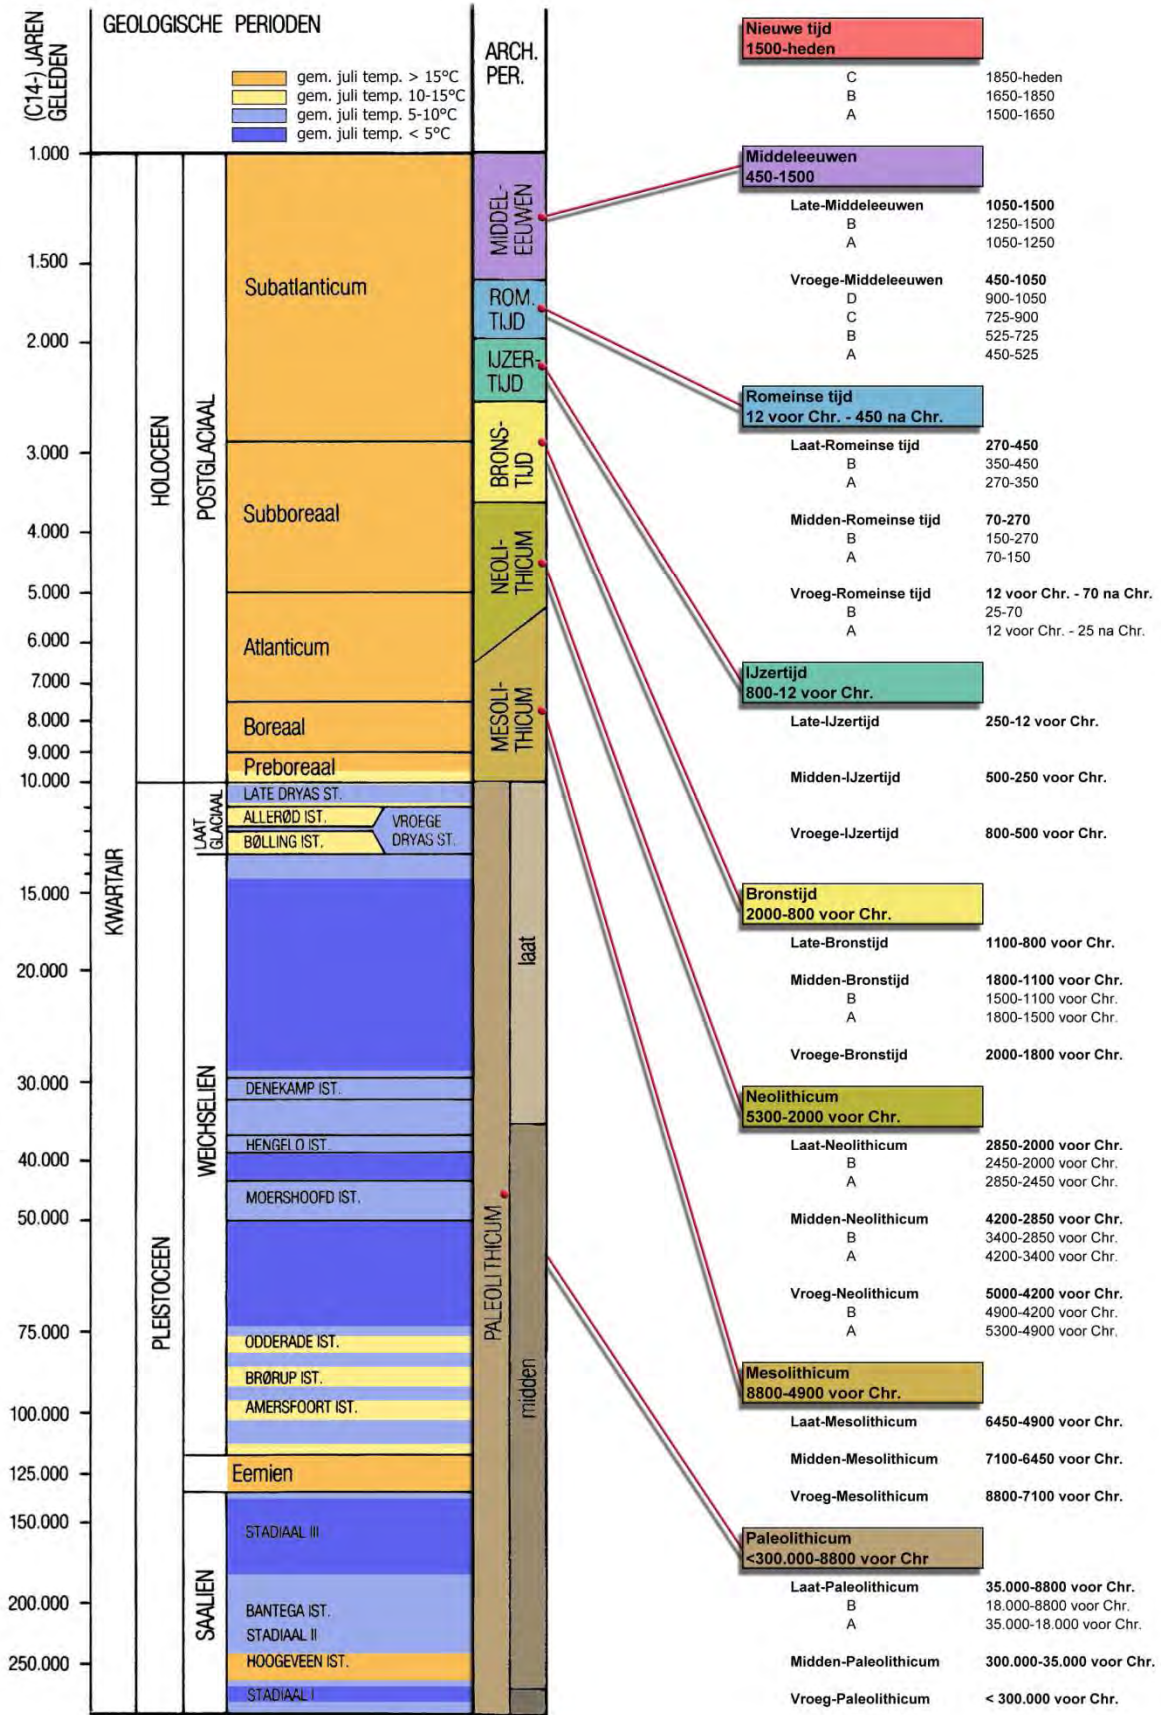 (C14-) JAREN
GELEDEN
GEOLOGISCHE PERIODEN
gem. juli temp. > 15°C
gem. juli temp. 10-15°C
gem. juli temp. 5-10°C
gem. juli temp. < 5°C
ARCH.
PER.
1.000
1.500
2.000
3.000
4.000
5.000
6.000
7.000
8.000
9.000
10.000
15.000
20.000
30.000
40.000
50.000
75.000
100.000
125.000
150.000
200.000
250.000
KWARTAIR
HOLOCEEN
PLEISTOCEEN
POSTGLACIAAL
LAAT
GLACIAAL
WEICHSELIEN
SAALIEN
Subatlanticum
Subboreaal
Atlanticum
Boreaal
Preboreaal
LATE DRYAS ST.
ALLERØD IST.
VROEGE
DRYAS ST.
BØLLING IST.
DENEKAMP IST.
HENGELO IST.
MOERSHOOFD IST.
ODDERADE IST.
BRØRUP IST.
AMERSFOORT IST.
Eemien
STADIAAL III
BANTEGA IST.
STADIAAL II
HOOGEVEEN IST.
STADIAAL I
MIDDEL-
EEUWEN
ROM.
TIJD
IJZER-
TIJD
BRONS-
TIJD
NEOLI-
THICUM
MESOLI-
THICUM
PALEOLITHICUM
laat
midden
Nieuwe tijd
1500-heden
C 1850-heden
B 1650-1850
A 1500-1650
Middeleeuwen
450-1500
Late-Middeleeuwen 1050-1500
B 1250-1500
A 1050-1250
Vroege-Middeleeuwen 450-1050
D 900-1050
C 725-900
B 525-725
A 450-525
Romeinse tijd
12 voor Chr. - 450 na Chr.
Laat-Romeinse tijd 270-450
B 350-450
A 270-350
Midden-Romeinse tijd 70-270
B 150-270
A 70-150
Vroeg-Romeinse tijd 12 voor Chr. - 70 na Chr.
B 25-70
A 12 voor Chr. - 25 na Chr.
IJzertijd
800-12 voor Chr.
Late-IJzertijd 250-12 voor Chr.
Midden-IJzertijd 500-250 voor Chr.
Vroege-IJzertijd 800-500 voor Chr.
Bronstijd
2000-800 voor Chr.
Late-Bronstijd 1100-800 voor Chr.
Midden-Bronstijd 1800-1100 voor Chr.
B 1500-1100 voor Chr.
A 1800-1500 voor Chr.
Vroege-Bronstijd 2000-1800 voor Chr.
Neolithicum
5300-2000 voor Chr.
Laat-Neolithicum 2850-2000 voor Chr.
B 2450-2000 voor Chr.
A 2850-2450 voor Chr.
Midden-Neolithicum 4200-2850 voor Chr.
B 3400-2850 voor Chr.
A 4200-3400 voor Chr.
Vroeg-Neolithicum 5000-4200 voor Chr.
B 4900-4200 voor Chr.
A 5300-4900 voor Chr.
Mesolithicum
8800-4900 voor Chr.
Laat-Mesolithicum 6450-4900 voor Chr.
Midden-Mesolithicum 7100-6450 voor Chr.
Vroeg-Mesolithicum 8800-7100 voor Chr.
Paleolithicum
<300.000-8800 voor Chr
Laat-Paleolithicum 35.000-8800 voor Chr.
B 18.000-8800 voor Chr.
A 35.000-18.000 voor Chr.
Midden-Paleolithicum 300.000-35.000 voor Chr.
Vroeg-Paleolithicum < 300.000 voor Chr.